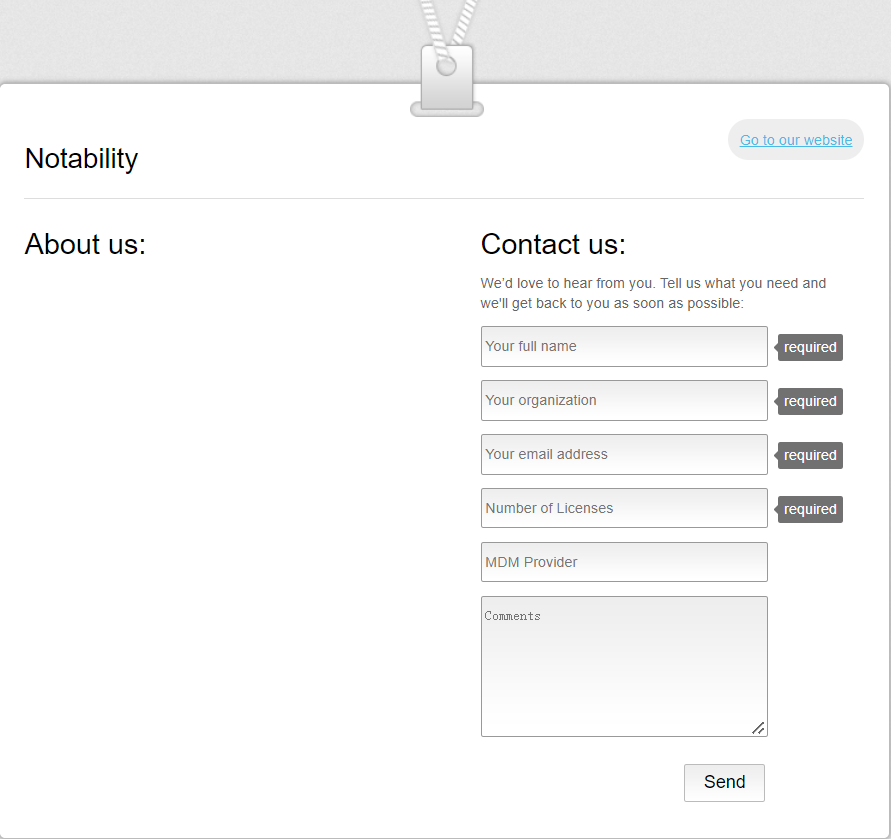 Go to our website
Notability
About us:
Contact us:
We'd love to hear from you. Tell us what you need and
we'll get back to you as soon as possible:
Your full name
required
Your organization
required
Your email address
required
Number of Licenses
required
MDM Provider
Comments
Send